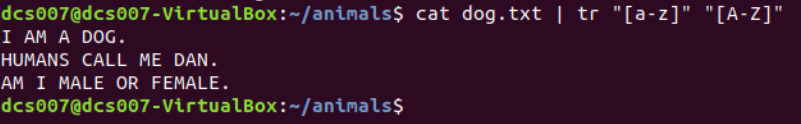 dcs007@dcs007-VirtualBox:~/animals$ cat dog.txt | tr "[a-z]" "[A-Z]"
I AM A DOG.
HUMANS CALL ME DAN.
AM I MALE OR FEMALE.
dcs007@dcs007-VirtualBox:~/animals$